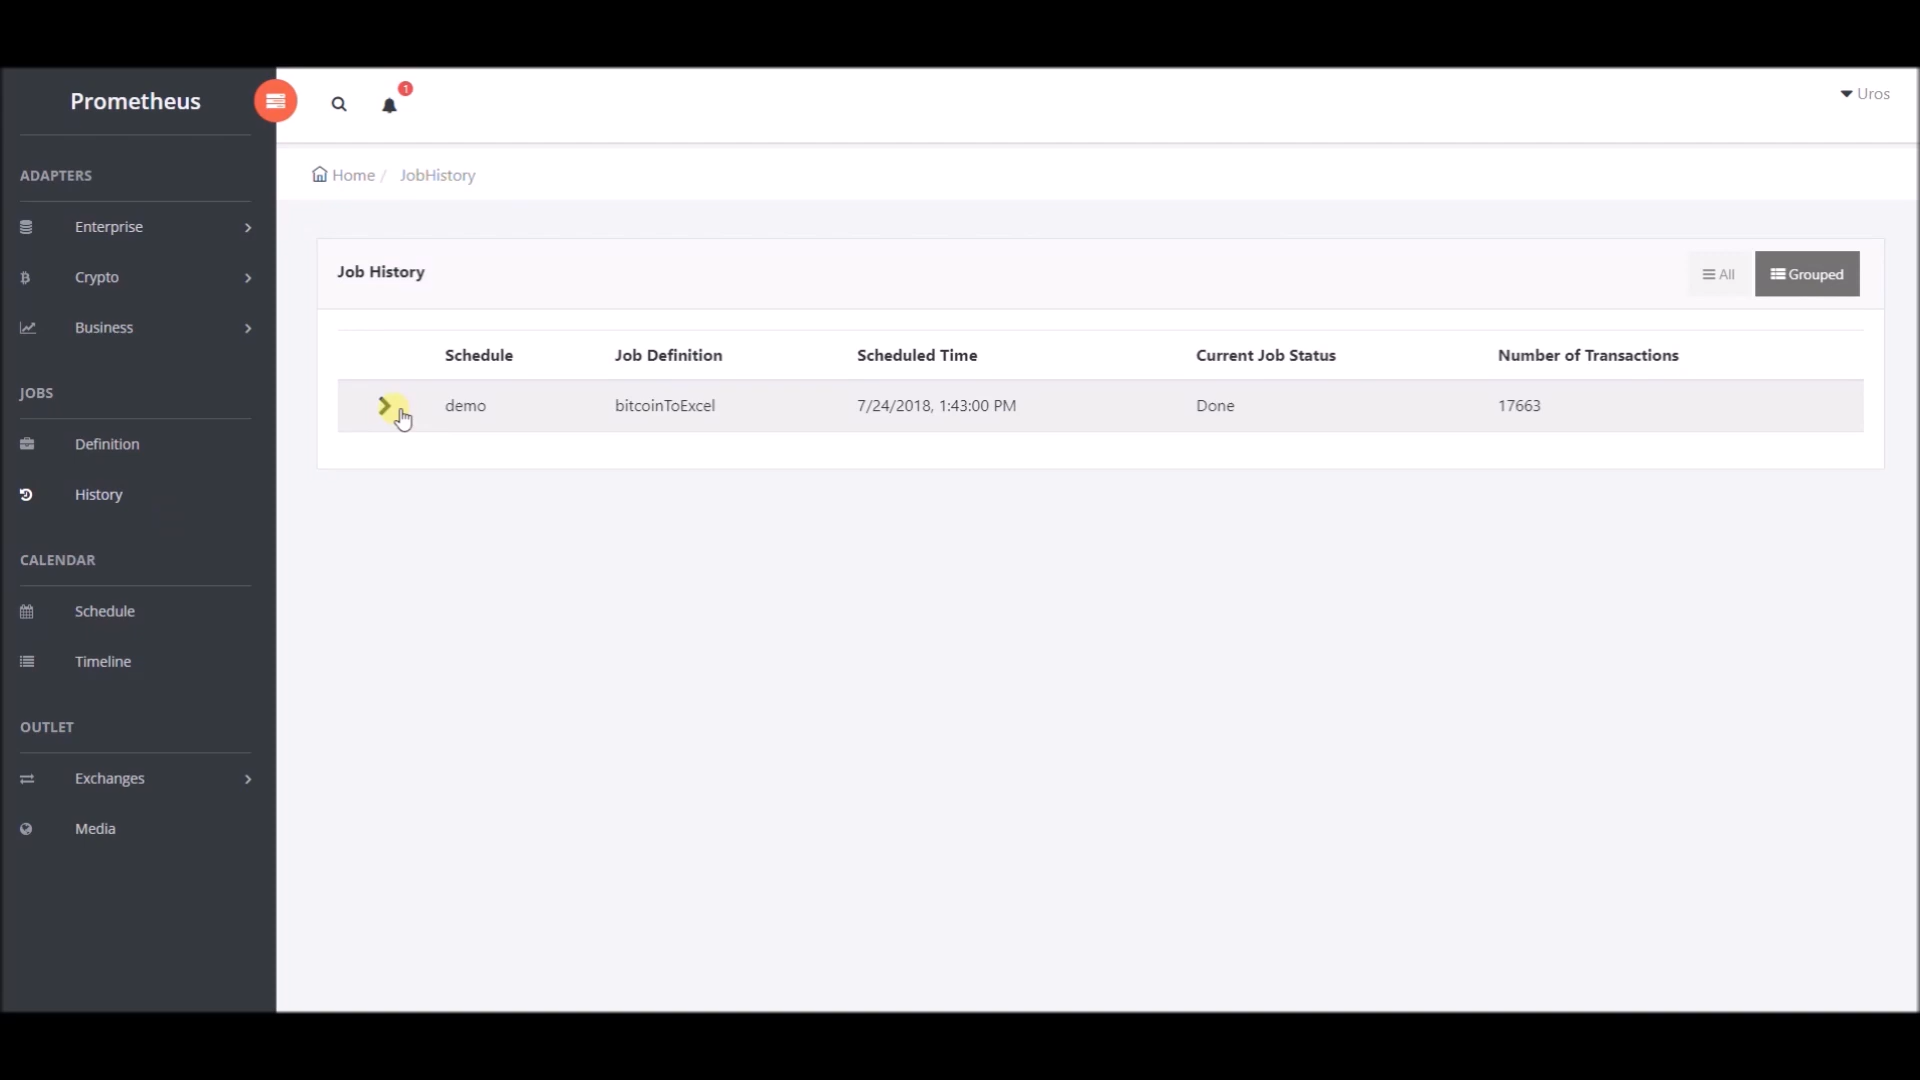 Prometheus
1
Uros
Home / JobHistory
ADAPTERS
Enterprise
Crypto
Business
JOBS
Definition
History
CALENDAR
Schedule
Timeline
OUTLET
Exchanges
Media
Job History
All
Grouped
Schedule Job Definition Scheduled Time Current Job Status Number of Transactions
demo bitcoinToExcel 7/24/2018, 1:43:00 PM Done 17663